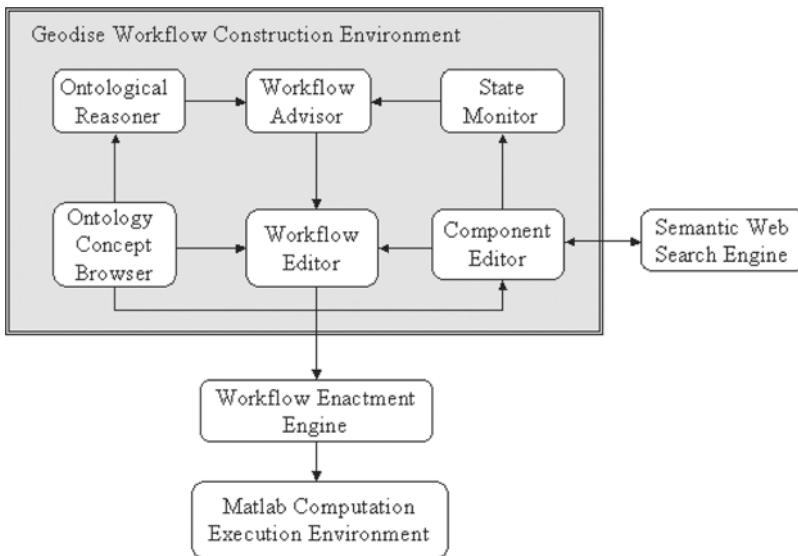 Geodise Workflow Construction Environment
Ontological
Reasoner
Workflow
Advisor
State
Monitor
Ontology
Concept
Browser
Workflow
Editor
Component
Editor
Semantic Web
Search Engine
Workflow Enactment
Engine
Matlab Computation
Execution Environment